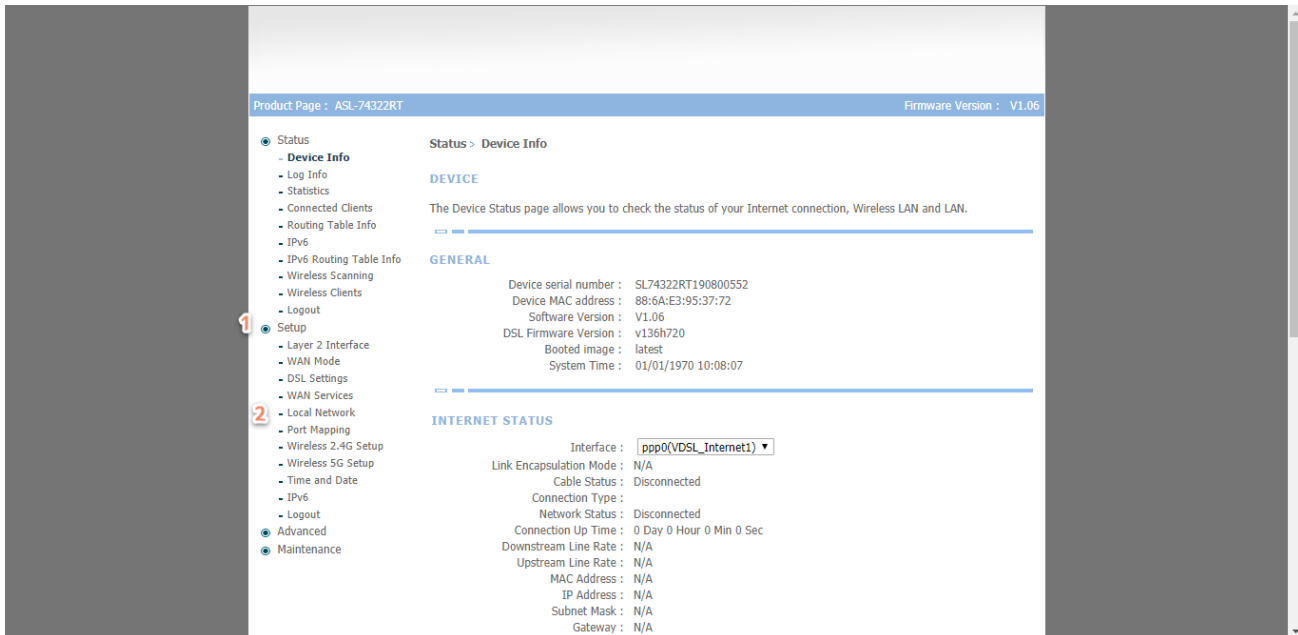 Product Page : ASL-74322RT Firmware Version : V1.06
Status
- Device Info
- Log Info
- Statistics
- Connected Clients
- Routing Table Info
- IPv6
- IPv6 Routing Table Info
- Wireless Scanning
- Wireless Clients
- Logout
1 Setup
- Layer 2 Interface
- WAN Mode
- DSL Settings
- WAN Services
2 - Local Network
- Port Mapping
- Wireless 2.4G Setup
- Wireless 5G Setup
- Time and Date
- IPv6
- Logout
Advanced
Maintenance
Status > Device Info
DEVICE
The Device Status page allows you to check the status of your Internet connection, Wireless LAN and LAN.
GENERAL
Device serial number : SL74322RT190800552
Device MAC address : 88:6A:E3:95:37:72
Software Version : V1.06
DSL Firmware Version : v136h720
Booted image : latest
System Time : 01/01/1970 10:08:07
INTERNET STATUS
Interface : ppp0(VDSL_Internet1)
Link Encapsulation Mode : N/A
Cable Status : Disconnected
Connection Type :
Network Status : Disconnected
Connection Up Time : 0 Day 0 Hour 0 Min 0 Sec
Downstream Line Rate : N/A
Upstream Line Rate : N/A
MAC Address : N/A
IP Address : N/A
Subnet Mask : N/A
Gateway : N/A